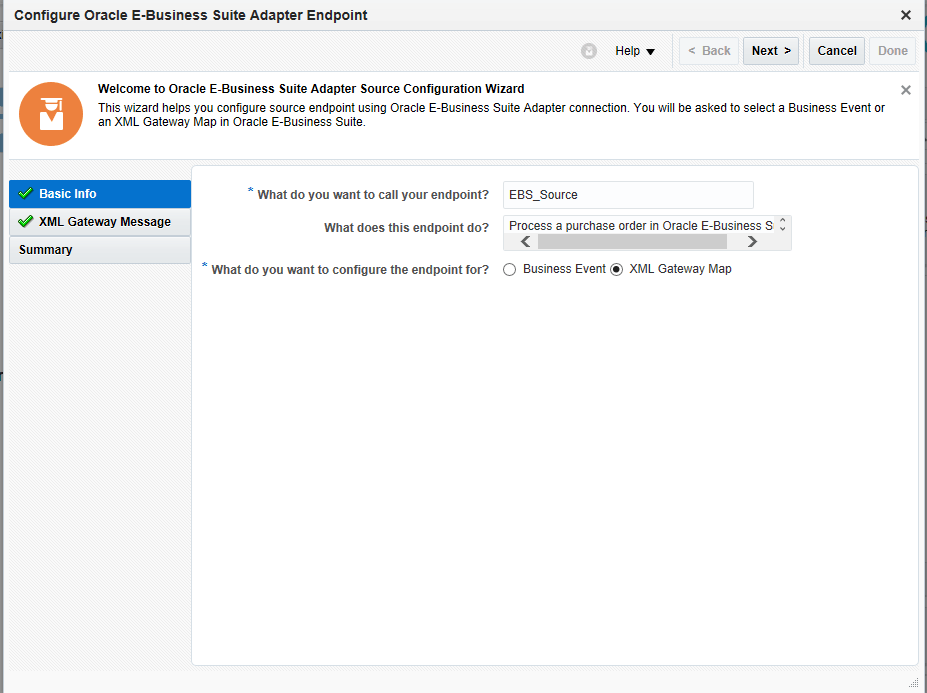 Configure Oracle E-Business Suite Adapter Endpoint
Help
< Back
Next >
Cancel
Done
Welcome to Oracle E-Business Suite Adapter Source Configuration Wizard
This wizard helps you configure source endpoint using Oracle E-Business Suite Adapter connection. You will be asked to select a Business Event or
an XML Gateway Map in Oracle E-Business Suite.
Basic Info
XML Gateway Message
Summary
* What do you want to call your endpoint? EBS_Source
What does this endpoint do? Process a purchase order in Oracle E-Business S
* What do you want to configure the endpoint for? Business Event XML Gateway Map